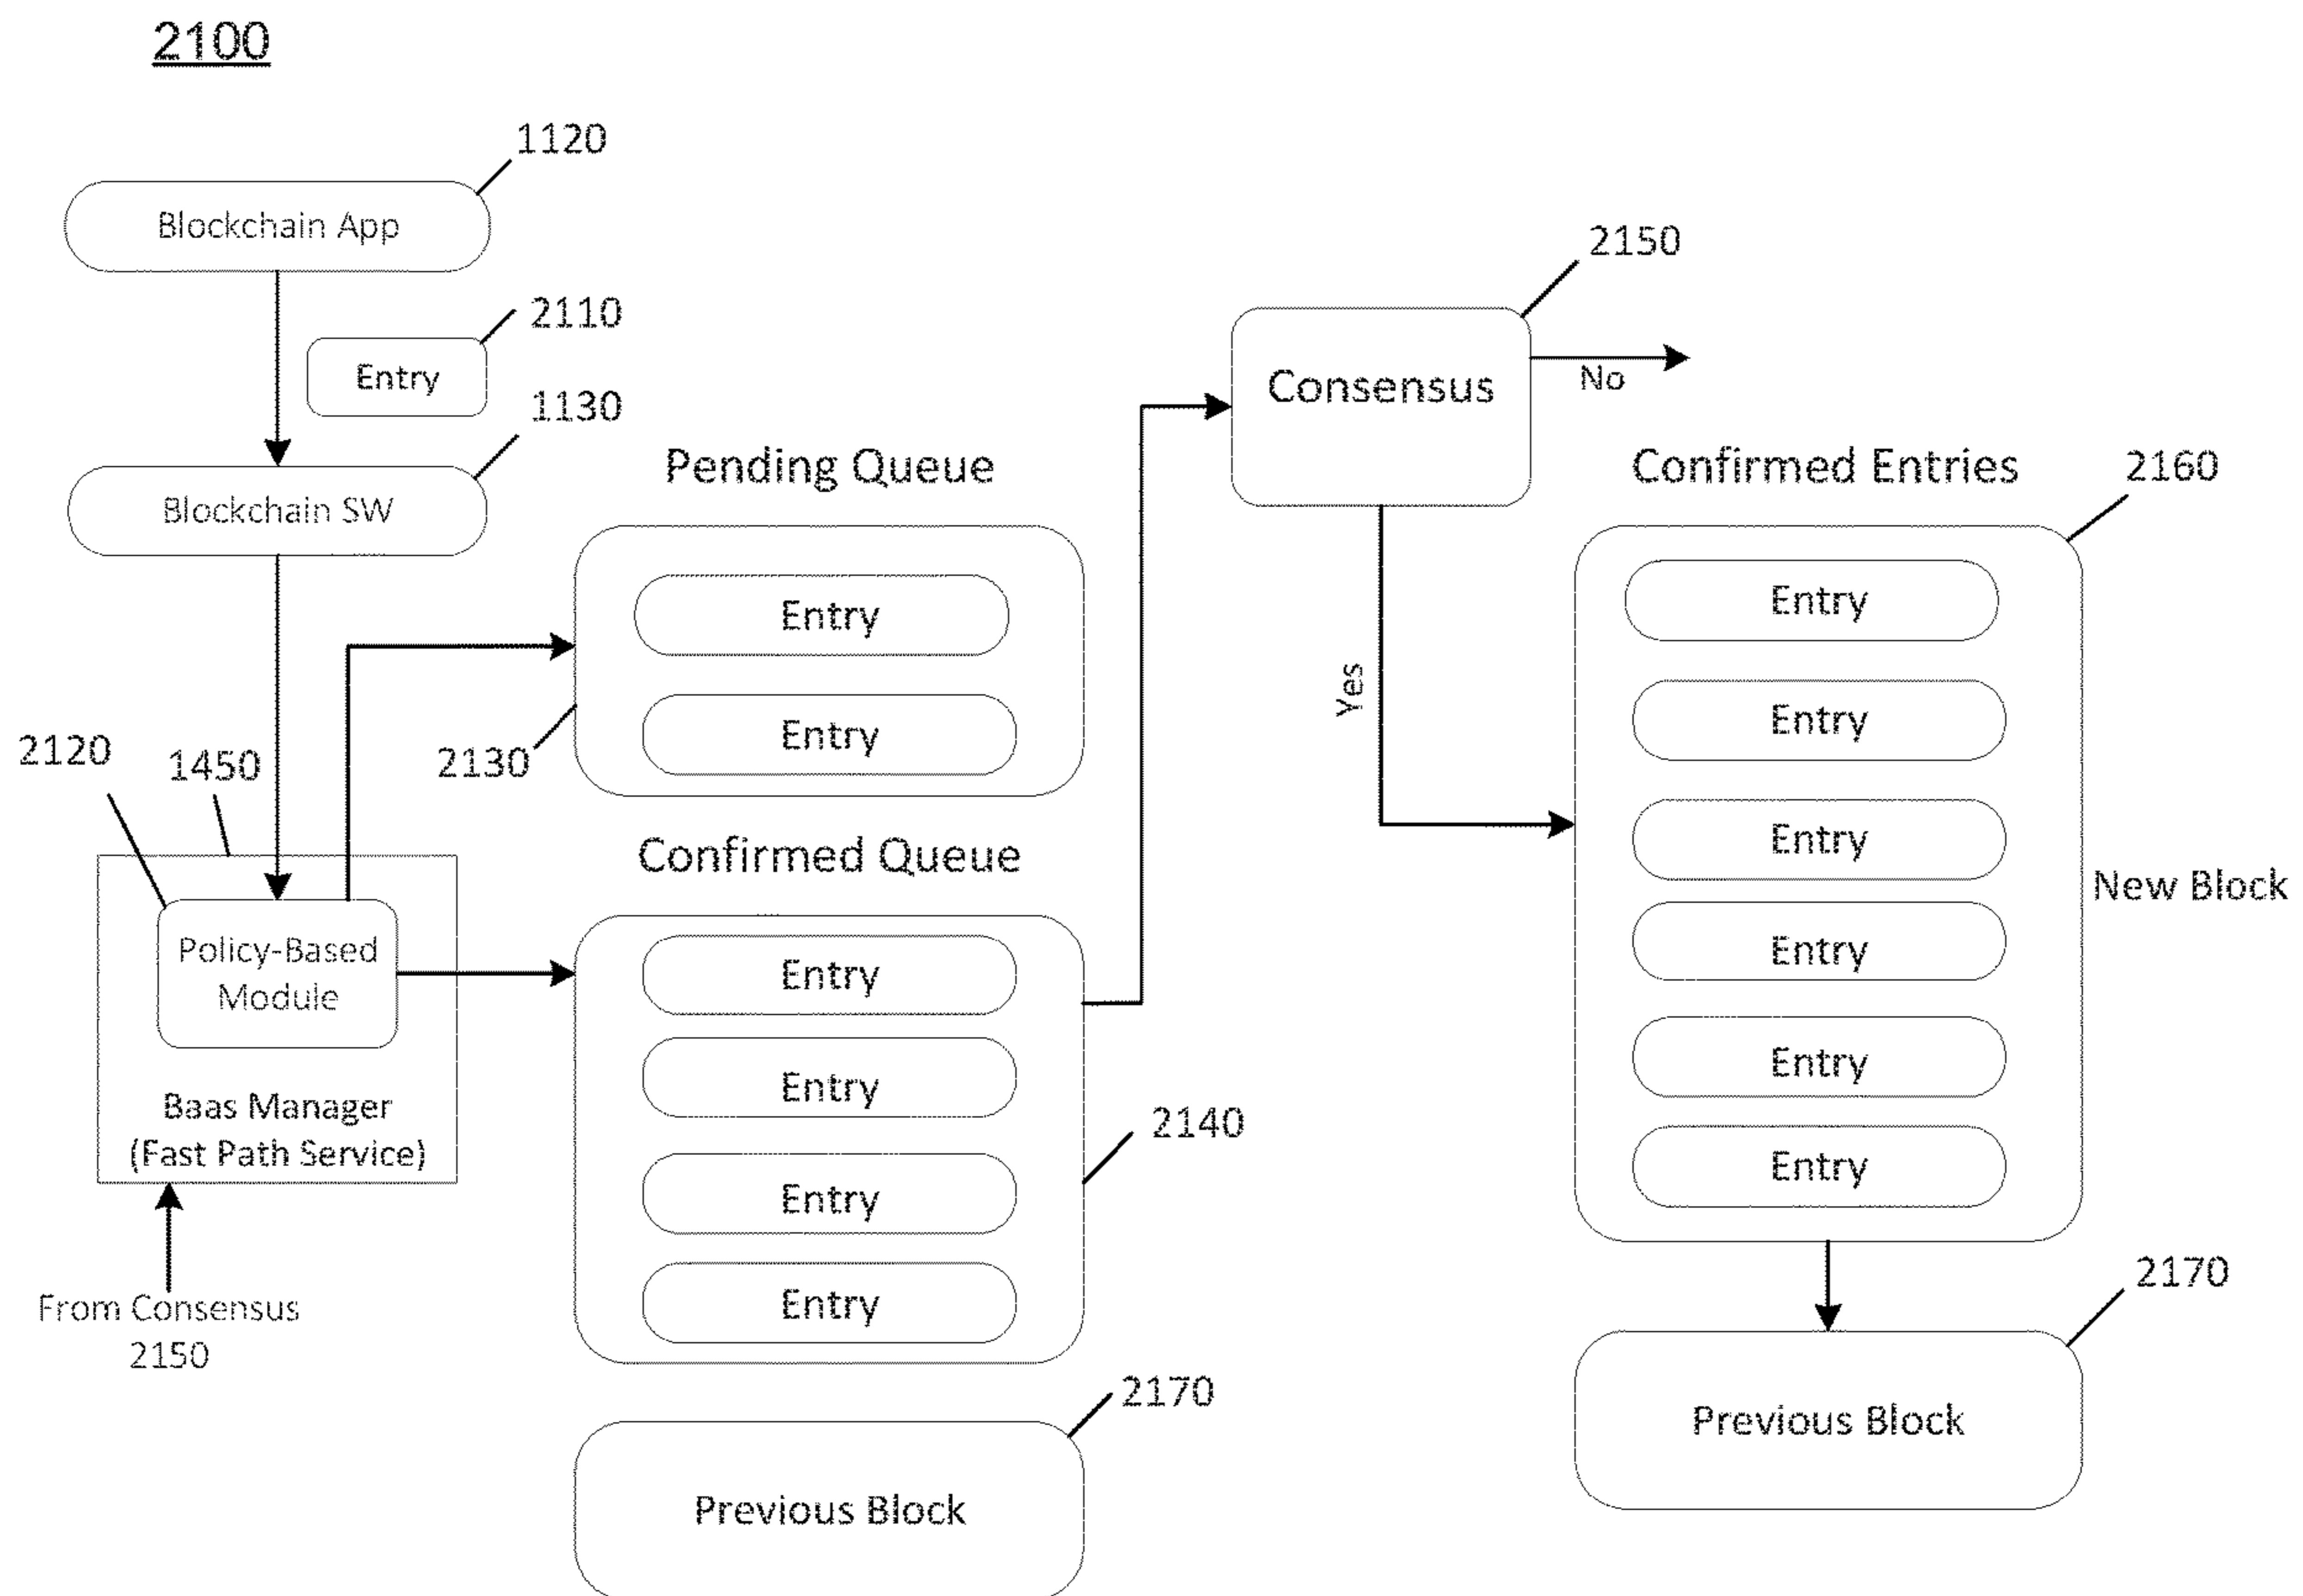 2100
1120
Blockchain App
2110
Entry
1130
Blockchain SW
2120
1450
Policy-Based
Module
Baas Manager
(Fast Path Service)
From Consensus
2150
Pending Queue
Entry
Entry
2130
Confirmed Queue
Entry
Entry
Entry
Entry
2140
2170
Previous Block
2150
Consensus
No
Yes
Confirmed Entries
2160
Entry
Entry
Entry
Entry
Entry
Entry
New Block
2170
Previous Block